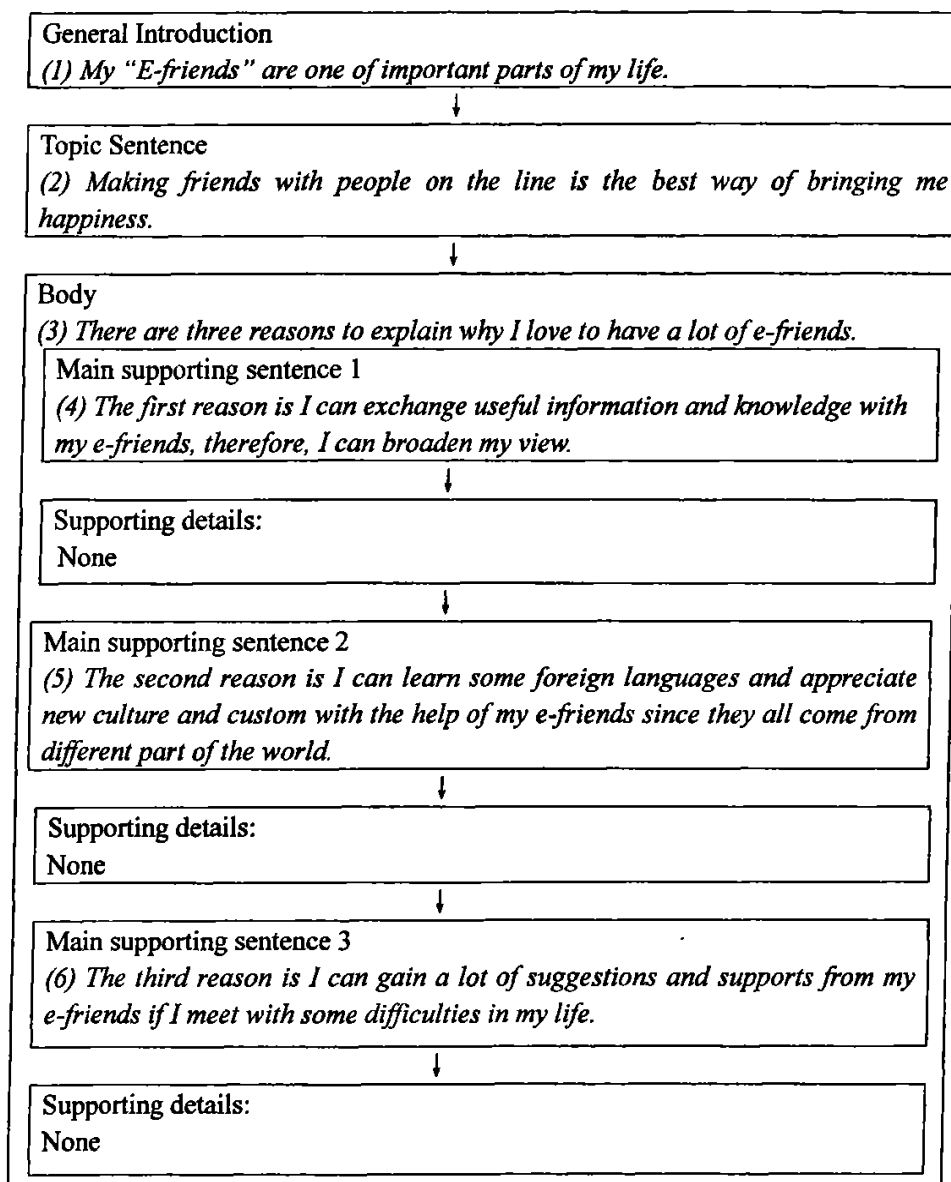 General Introduction
(1) My “E-friends” are one of important parts of my life.
Topic Sentence
(2) Making friends with people on the line is the best way of bringing me
happiness.
Body
(3) There are three reasons to explain why I love to have a lot of e-friends.
Main supporting sentence 1
(4) The first reason is I can exchange useful information and knowledge with
my e-friends, therefore, I can broaden my view.
Supporting details:
None
Main supporting sentence 2
(5) The second reason is I can learn some foreign languages and appreciate
new culture and custom with the help of my e-friends since they all come from
different part of the world.
Supporting details:
None
Main supporting sentence 3
(6) The third reason is I can gain a lot of suggestions and supports from my
e-friends if I meet with some difficulties in my life.
Supporting details:
None